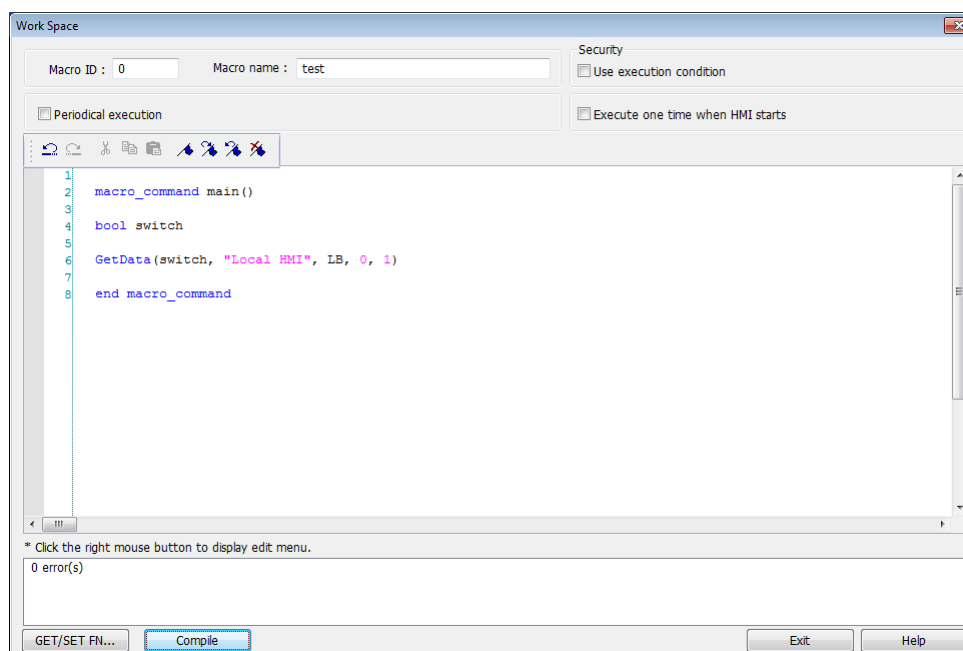 Work Space
Macro ID : 0 Macro name : test
Security
Use execution condition
Periodical execution
Execute one time when HMI starts
1
2 macro_command main()
3
4 bool switch
5
6 GetData(switch, "Local HMI", LB, 0, 1)
7
8 end macro_command
* Click the right mouse button to display edit menu.
0 error(s)
GET/SET FN... Compile Exit Help